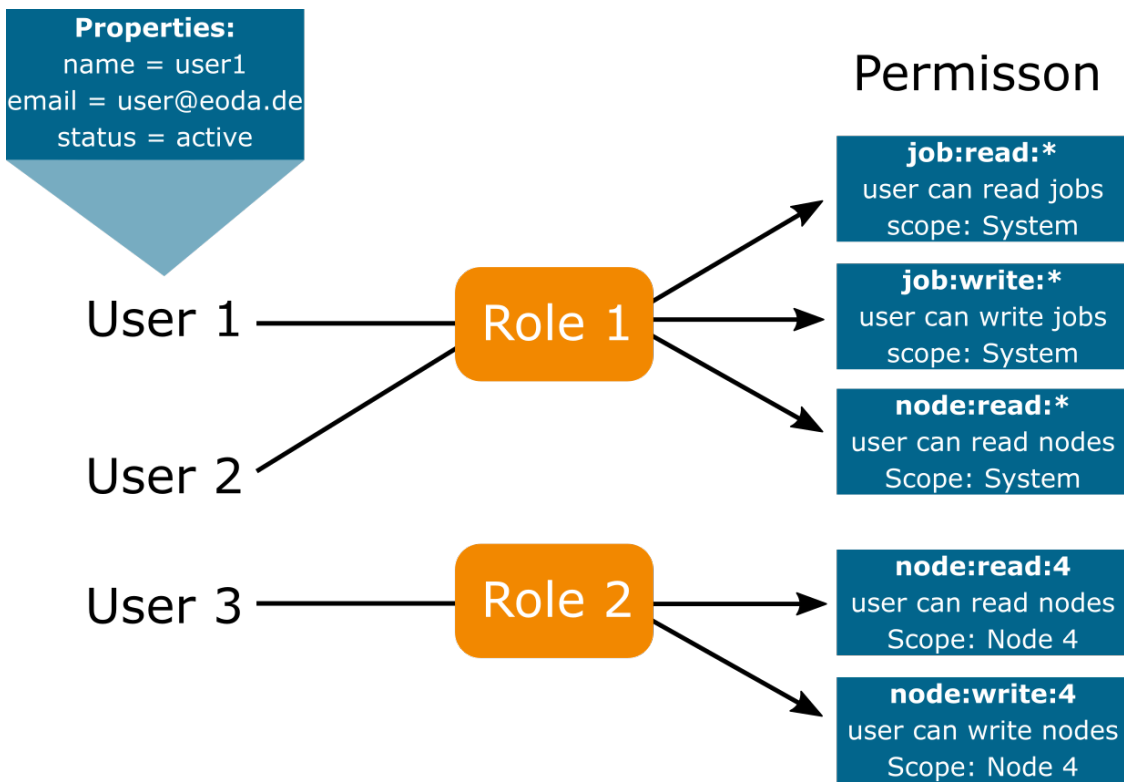 Properties:
name = user1
email = user@eoda.de
status = active
Permisson
job:read:*
user can read jobs
scope: System
User 1
Role 1
job:write:*
user can write jobs
scope: System
User 2
node:read:*
user can read nodes
Scope: System
User 3
Role 2
node:read:4
user can read nodes
Scope: Node 4
node:write:4
user can write nodes
Scope: Node 4